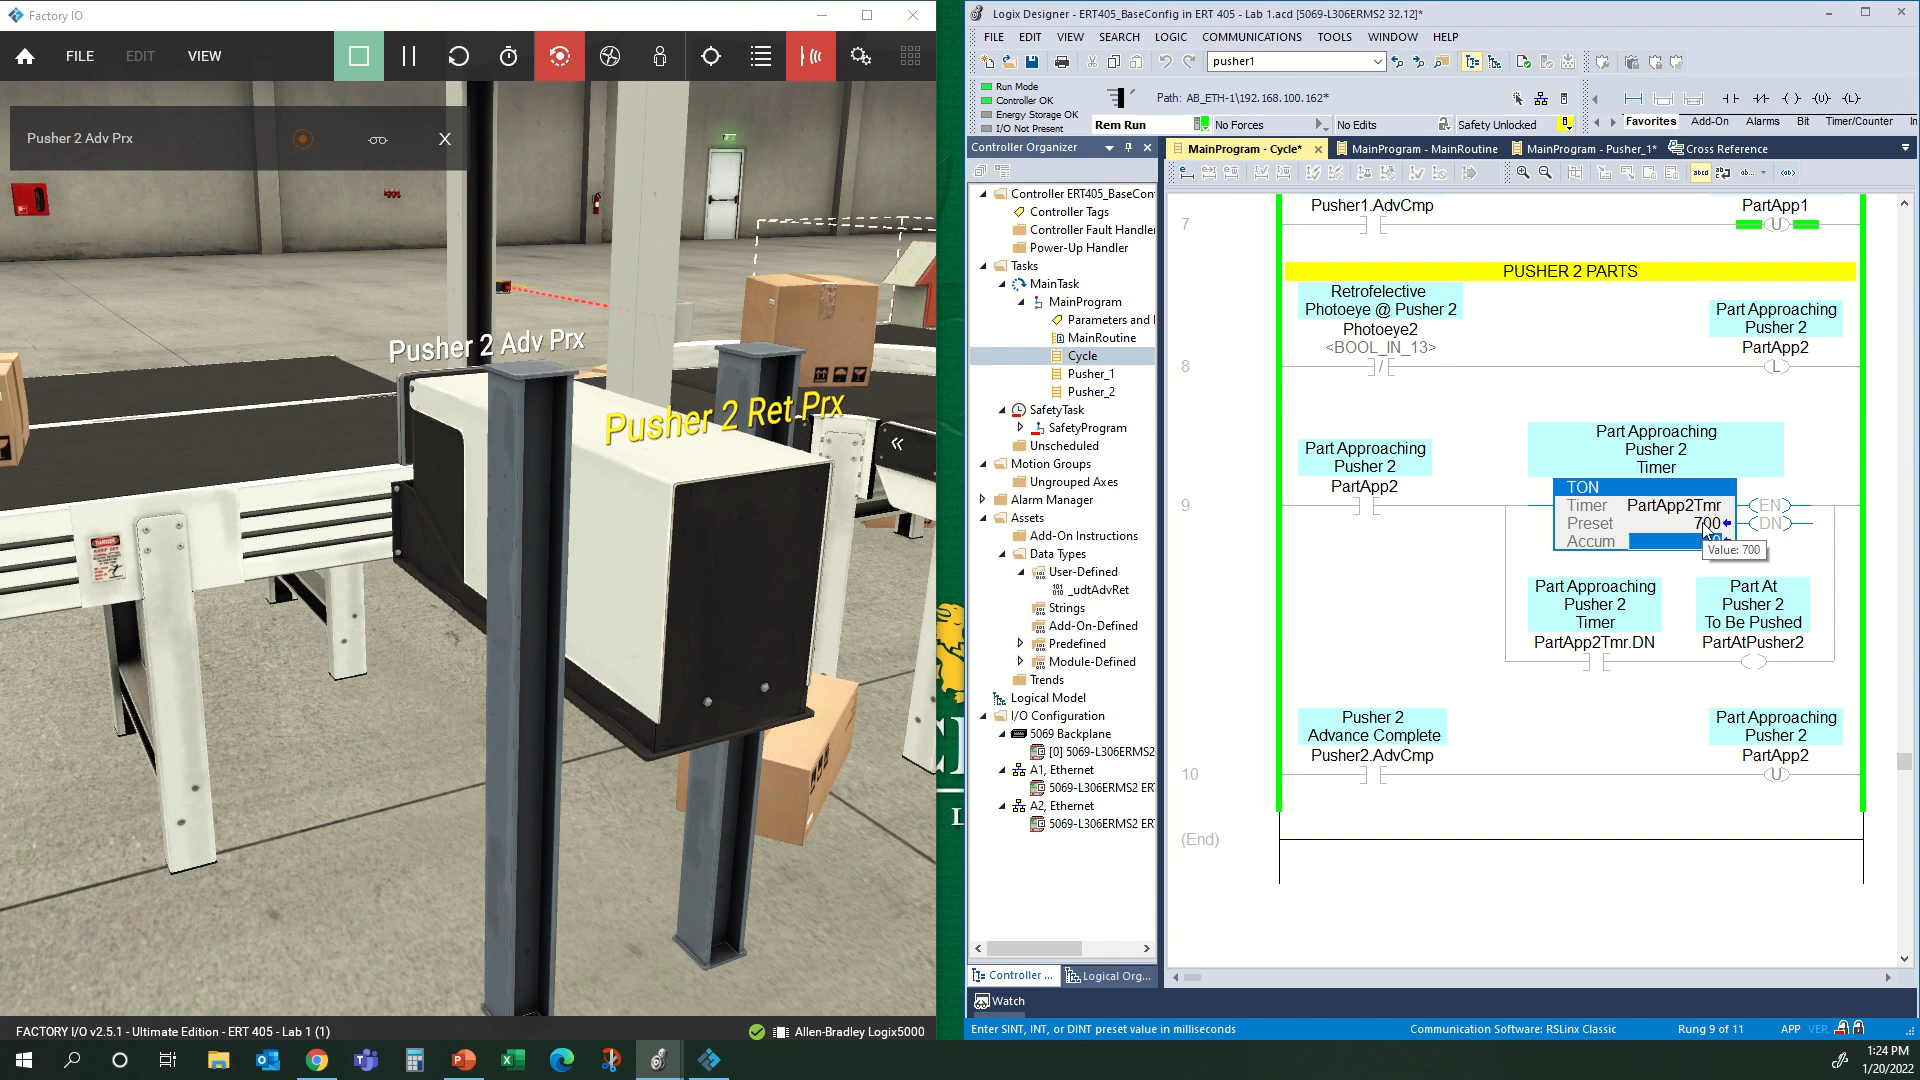 Factory IO
FILE
EDIT
VIEW
Pusher 2 Adv Prx
X
Pusher 2 Adv Prx
Pusher 2 Ret Prx
DANGER
FACTORY I/O v2.5.1 - Ultimate Edition - ERT 405 - Lab 1 (1)
Allen-Bradley Logix5000
Logix Designer - ERT405_BaseConfig in ERT 405 - Lab 1.acd [5069-L306ERMS2 32.12]*
FILE EDIT VIEW SEARCH LOGIC COMMUNICATIONS TOOLS WINDOW HELP
pusher1
Run Mode
Controller OK
Energy Storage OK
I/O Not Present
Path: AB_ETH-1\192.168.100.162*
Rem Run
No Forces
No Edits
Safety Unlocked
Favorites Add-On Alarms Bit Timer/Counter In
Controller Organizer
MainProgram - Cycle*
MainProgram - MainRoutine
MainProgram - Pusher_1*
Cross Reference
Controller ERT405_BaseConf
Controller Tags
Controller Fault Handler
Power-Up Handler
Tasks
MainTask
MainProgram
Parameters and l
MainRoutine
Cycle
Pusher_1
Pusher_2
SafetyTask
SafetyProgram
Unscheduled
Motion Groups
Ungrouped Axes
Alarm Manager
Assets
Add-On Instructions
Data Types
User-Defined
_udtAdvRet
Strings
Add-On-Defined
Predefined
Module-Defined
Trends
Logical Model
I/O Configuration
5069 Backplane
[0] 5069-L306ERMS2
A1, Ethernet
5069-L306ERMS2 ER
A2, Ethernet
5069-L306ERMS2 ER
Controller ...
Logical Org...
Watch
Pusher1.AdvCmp
PartApp1
7
U
PUSHER 2 PARTS
Retrofelective
Photoeye @ Pusher 2
Photoeye2
<BOOL_IN_13>
Part Approaching
Pusher 2
PartApp2
8
L
Part Approaching
Pusher 2
PartApp2
9
Part Approaching
Pusher 2
Timer
TON
Timer PartApp2Tmr
Preset 700
Accum
EN
DN
Value: 700
Part Approaching
Pusher 2
Timer
PartApp2Tmr.DN
Part At
Pusher 2
To Be Pushed
PartAtPusher2
Pusher 2
Advance Complete
Pusher2.AdvCmp
Part Approaching
Pusher 2
PartApp2
10
U
(End)
Enter SINT, INT, or DINT preset value in milliseconds
Communication Software: RSLinx Classic
Rung 9 of 11
APP
VER
1:24 PM
1/20/2022